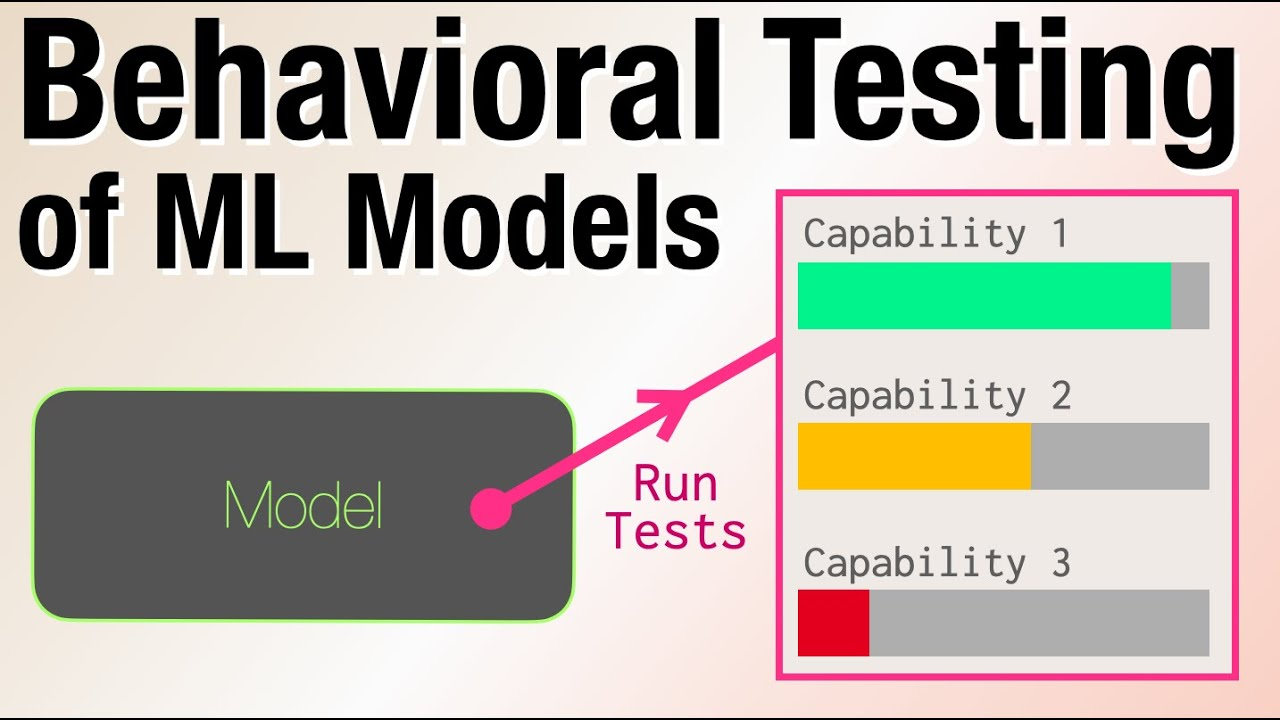 Behavioral Testing
of ML Models
Capability 1
Capability 2
Model
Run
Tests
Capability 3